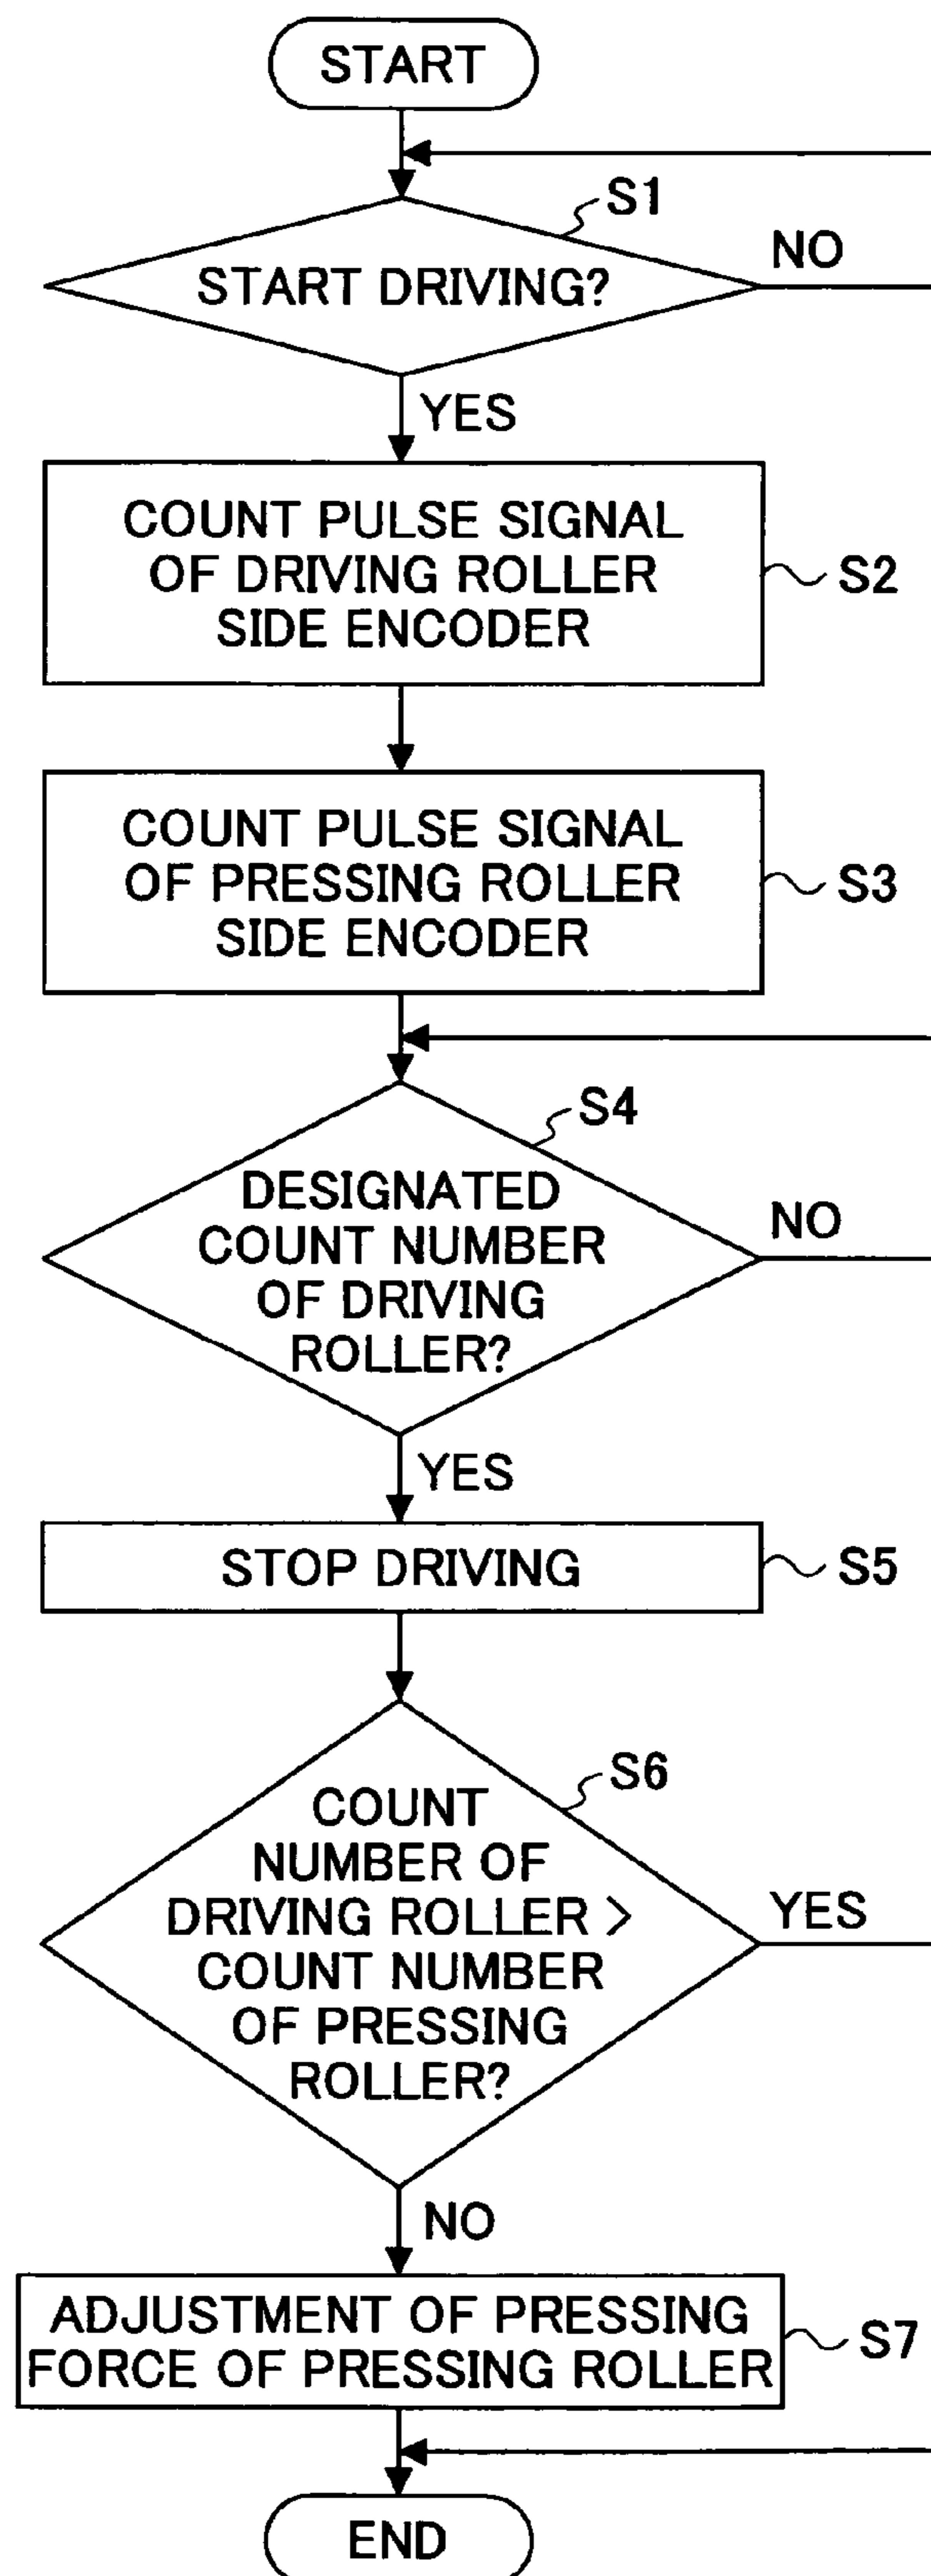 START
S1
START DRIVING?
NO
YES
COUNT PULSE SIGNAL
OF DRIVING ROLLER
SIDE ENCODER
S2
COUNT PULSE SIGNAL
OF PRESSING ROLLER
SIDE ENCODER
S3
S4
DESIGNATED
COUNT NUMBER
OF DRIVING
ROLLER?
NO
YES
STOP DRIVING
S5
S6
COUNT
NUMBER OF
DRIVING ROLLER >
COUNT NUMBER
OF PRESSING
ROLLER?
YES
NO
ADJUSTMENT OF PRESSING
FORCE OF PRESSING ROLLER
S7
END